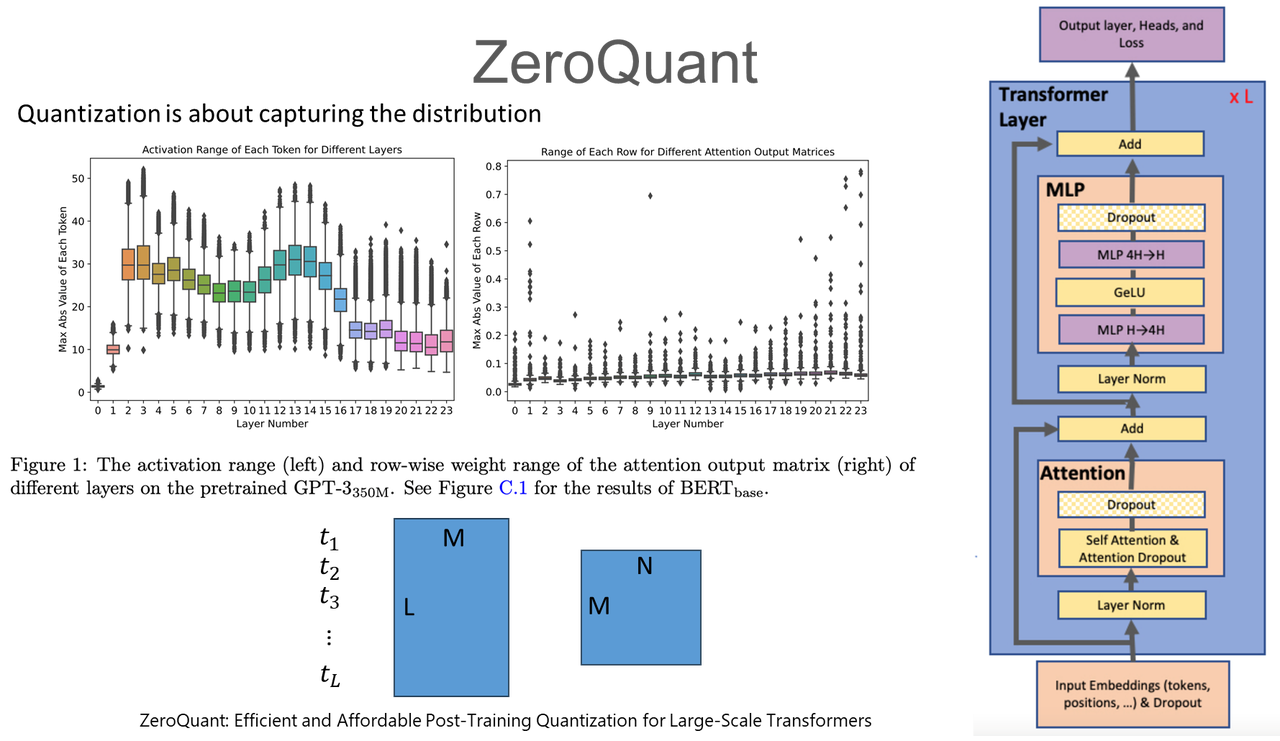 ZeroQuant
Quantization is about capturing the distribution
Activation Range of Each Token for Different Layers
Max Abs Value of Each Token
50
40
30
20
10
0
0 1 2 3 4 5 6 7 8 9 10 11 12 13 14 15 16 17 18 19 20 21 22 23
Layer Number
Range of Each Row for Different Attention Output Matrices
Max Abs Value of Each Row
0.8
0.7
0.6
0.5
0.4
0.3
0.2
0.1
0.0
0 1 2 3 4 5 6 7 8 9 10 11 12 13 14 15 16 17 18 19 20 21 22 23
Layer Number
Figure 1: The activation range (left) and row-wise weight range of the attention output matrix (right) of
different layers on the pretrained GPT-3350M. See Figure C.1 for the results of BERTbase.
t1
t2
t3
⋮
tL
M
L
N
M
ZeroQuant: Efficient and Affordable Post-Training Quantization for Large-Scale Transformers
Output layer, Heads, and
Loss
Transformer
Layer
x L
Add
MLP
Dropout
MLP 4H→H
GeLU
MLP H→4H
Layer Norm
Add
Attention
Dropout
Self Attention &
Attention Dropout
Layer Norm
Input Embeddings (tokens,
positions, ...) & Dropout